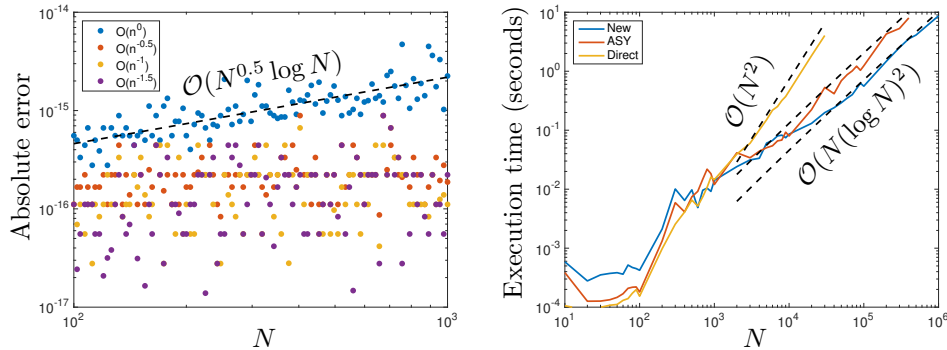 10^-14
O(n^0)
O(n^-0.5)
O(n^-1)
O(n^-1.5)
O(N^0.5 log N)
10^-15
10^-16
10^-17
10^2
10^3
Absolute error
N
New
ASY
Direct
O(N^2)
O(N(log N)^2)
10^1
10^0
10^-1
10^-2
10^-3
10^-4
10^1
10^2
10^3
10^4
10^5
10^6
Execution time (seconds)
N